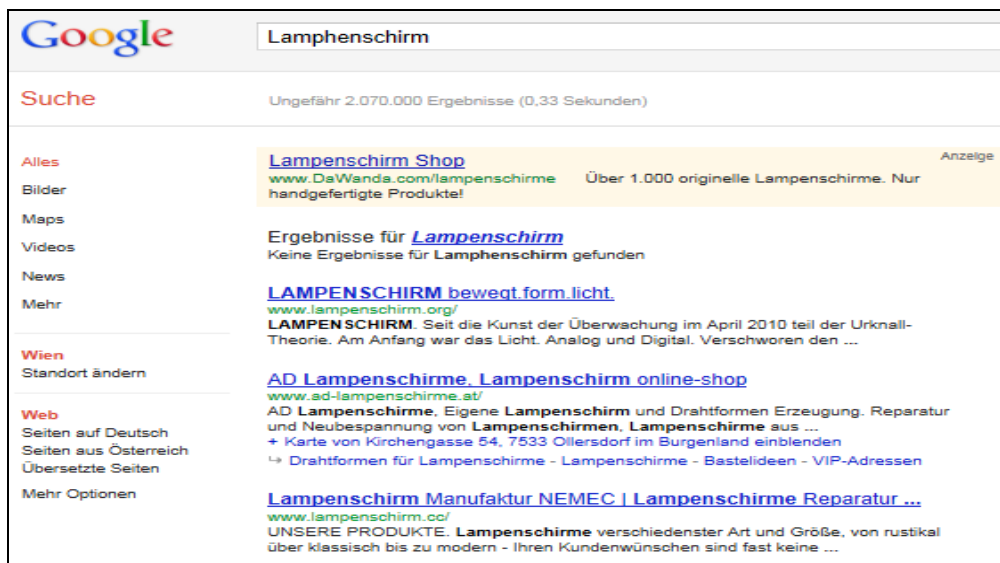 Google
Lamphenschirm
Suche
Ungefähr 2.070.000 Ergebnisse (0,33 Sekunden)
Alles
Bilder
Maps
Videos
News
Mehr
Wien
Standort ändern
Web
Seiten auf Deutsch
Seiten aus Österreich
Übersetzte Seiten
Mehr Optionen
Lampenschirm Shop
Anzeige
www.DaWanda.com/lampenschirme Über 1.000 originelle Lampenschirme. Nur
handgefertigte Produkte!
Ergebnisse für Lampenschirm
Keine Ergebnisse für Lamphenschirm gefunden
LAMPENSCHIRM bewegt.form.licht.
www.lampenschirm.org/
LAMPENSCHIRM. Seit die Kunst der Überwachung im April 2010 teil der Urknall-
Theorie. Am Anfang war das Licht. Analog und Digital. Verschworen den ...
AD Lampenschirme, Lampenschirm online-shop
www.ad-lampenschirme.at/
AD Lampenschirme, Eigene Lampenschirm und Drahtformen Erzeugung. Reparatur
und Neubespannung von Lampenschirmen, Lampenschirme aus ...
+ Karte von Kirchengasse 54, 7533 Ollersdorf im Burgenland einblenden
↪ Drahtformen für Lampenschirme - Lampenschirme - Bastelideen - VIP-Adressen
Lampenschirm Manufaktur NEMEC | Lampenschirme Reparatur ...
www.lampenschirm.cc/
UNSERE PRODUKTE. Lampenschirme verschiedenster Art und Größe, von rustikal
über klassisch bis zu modern - Ihren Kundenwünschen sind fast keine ...